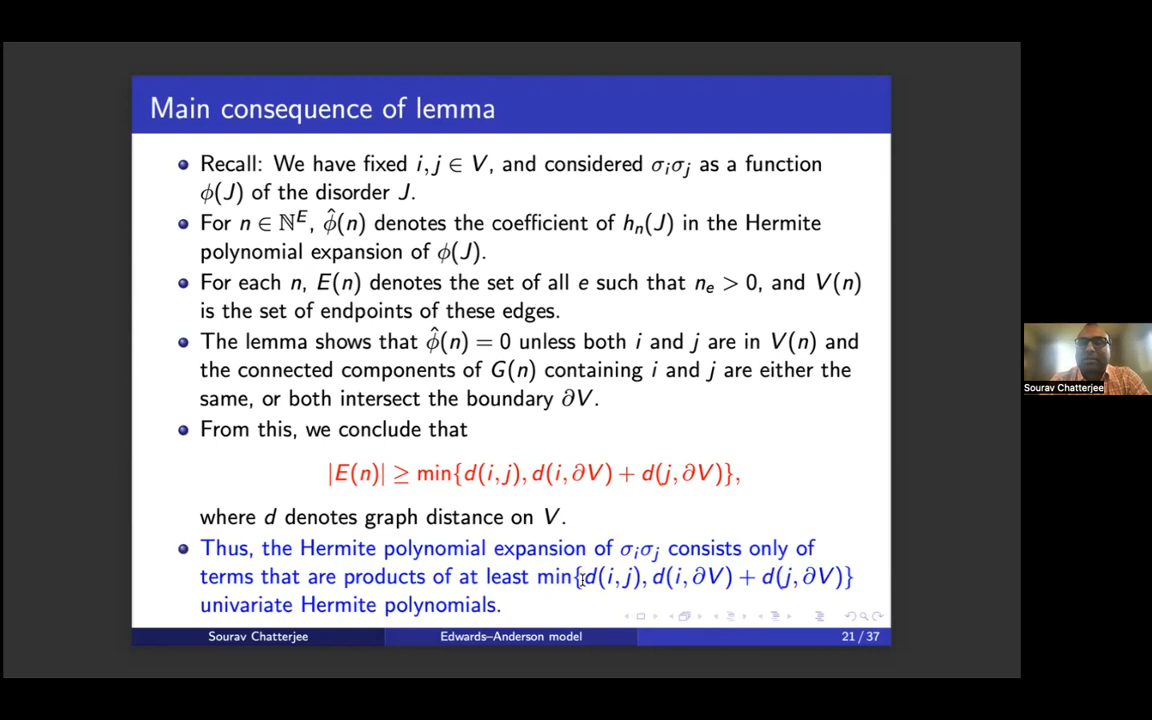 Main consequence of lemma
Recall: We have fixed i, j ∈ V, and considered σᵢσⱼ as a function
ϕ(J) of the disorder J.
For n ∈ ℕᴱ, ϕ̂(n) denotes the coefficient of hₙ(J) in the Hermite
polynomial expansion of ϕ(J).
For each n, E(n) denotes the set of all e such that nₑ > 0, and V(n)
is the set of endpoints of these edges.
The lemma shows that ϕ̂(n) = 0 unless both i and j are in V(n) and
the connected components of G(n) containing i and j are either the
same, or both intersect the boundary ∂V.
From this, we conclude that
|E(n)| ≥ min{d(i, j), d(i, ∂V) + d(j, ∂V)},
where d denotes graph distance on V.
Thus, the Hermite polynomial expansion of σᵢσⱼ consists only of
terms that are products of at least min{d(i, j), d(i, ∂V) + d(j, ∂V)}
univariate Hermite polynomials.
Sourav Chatterjee
Edwards–Anderson model
21 / 37
Sourav Chatterjee